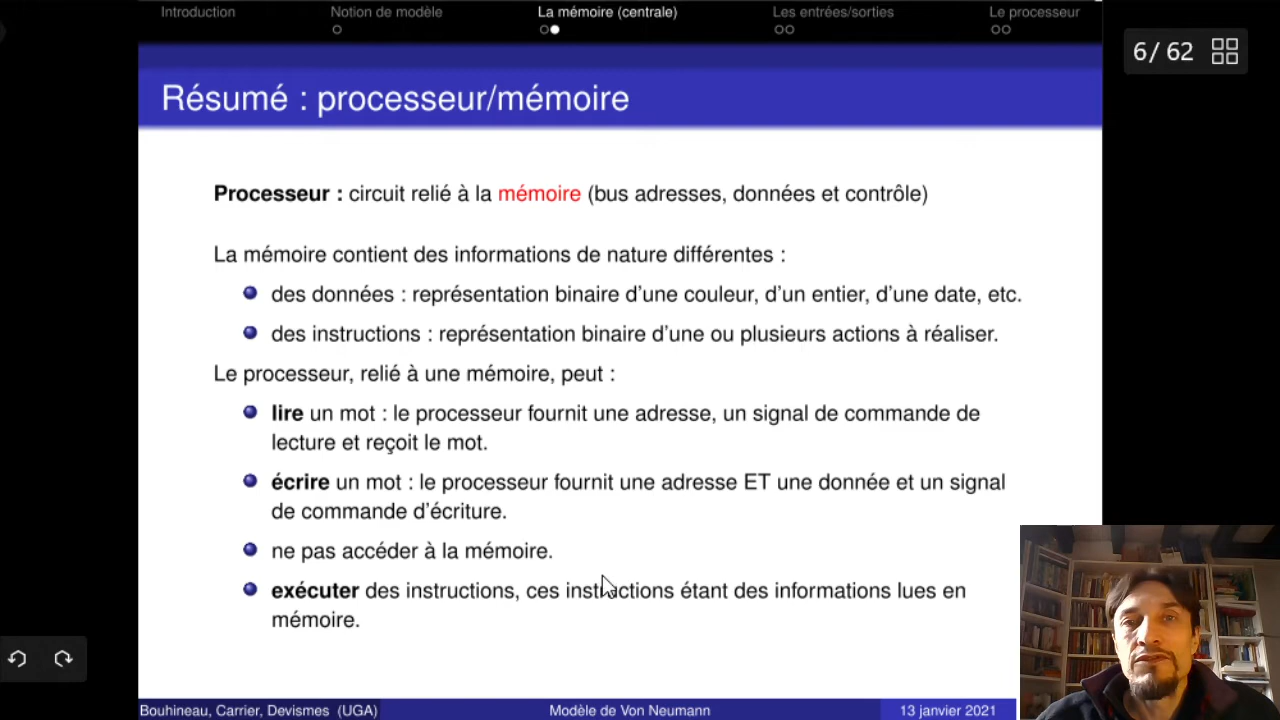 Introduction
Notion de modèle
La mémoire (centrale)
Les entrées/sorties
Le processeur
6/ 62
Résumé : processeur/mémoire
Processeur : circuit relié à la mémoire (bus adresses, données et contrôle)
La mémoire contient des informations de nature différentes :
des données : représentation binaire d'une couleur, d'un entier, d'une date, etc.
des instructions : représentation binaire d'une ou plusieurs actions à réaliser.
Le processeur, relié à une mémoire, peut :
lire un mot : le processeur fournit une adresse, un signal de commande de
lecture et reçoit le mot.
écrire un mot : le processeur fournit une adresse ET une donnée et un signal
de commande d'écriture.
ne pas accéder à la mémoire.
exécuter des instructions, ces instructions étant des informations lues en
mémoire.
Bouhineau, Carrier, Devismes (UGA)
Modèle de Von Neumann
13 janvier 2021